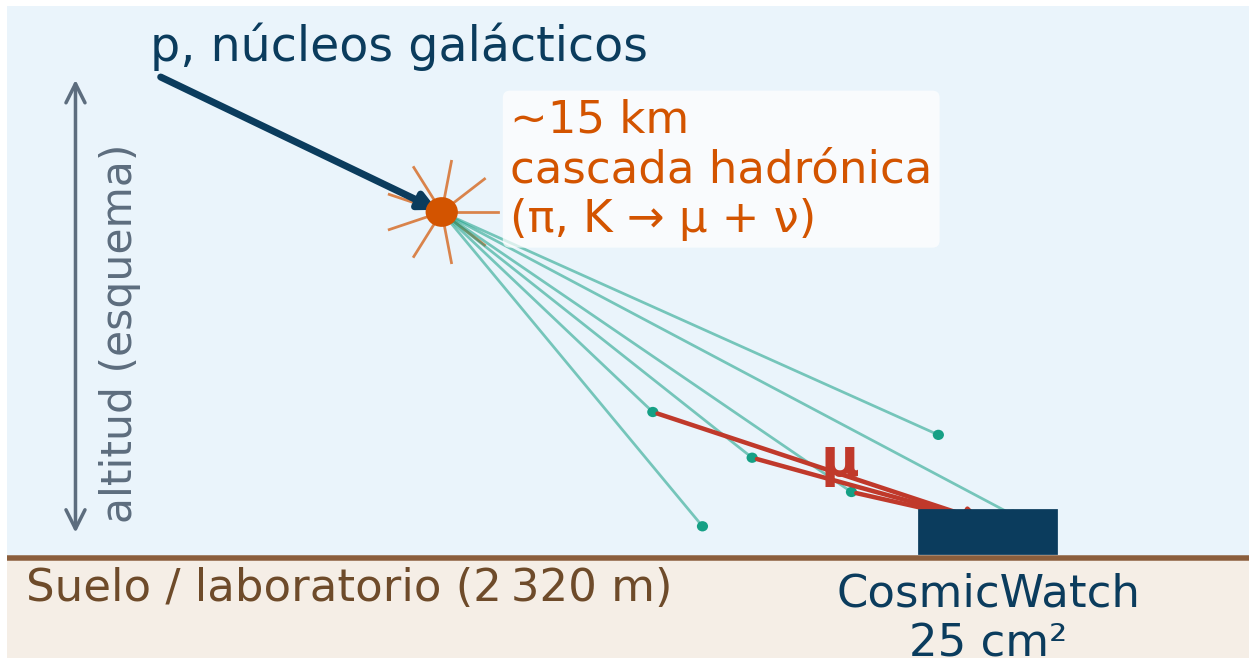 p, núcleos galácticos
~15 km
cascada hadrónica
(π, K → μ + ν)
altitud (esquema)
μ
Suelo / laboratorio (2 320 m)
CosmicWatch
25 cm²